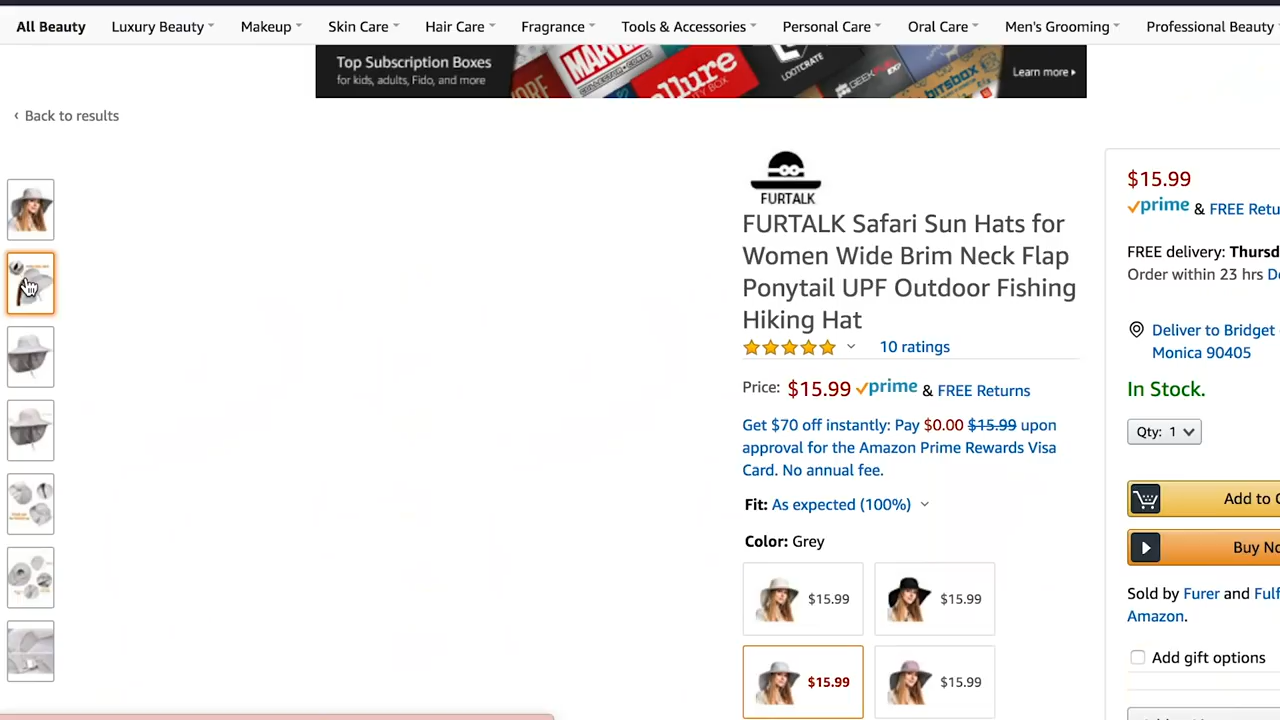 All Beauty
Luxury Beauty
Makeup
Skin Care
Hair Care
Fragrance
Tools & Accessories
Personal Care
Oral Care
Men's Grooming
Professional Beauty
Top Subscription Boxes
for kids, adults, Fido, and more
MARVEL
allure
BEAUTY BOX
LOOTCRATE
bitsbox
Learn more
‹ Back to results
FURTALK
FURTALK Safari Sun Hats for
Women Wide Brim Neck Flap
Ponytail UPF Outdoor Fishing
Hiking Hat
10 ratings
Price: $15.99 prime & FREE Returns
Get $70 off instantly: Pay $0.00 $15.99 upon
approval for the Amazon Prime Rewards Visa
Card. No annual fee.
Fit: As expected (100%)
Color: Grey
$15.99
$15.99
$15.99
$15.99
$15.99
prime & FREE Retu
FREE delivery: Thursd
Order within 23 hrs
Deliver to Bridget
Monica 90405
In Stock.
Qty: 1
Add to
Buy No
Sold by Furer and Fulf
Amazon.
Add gift options